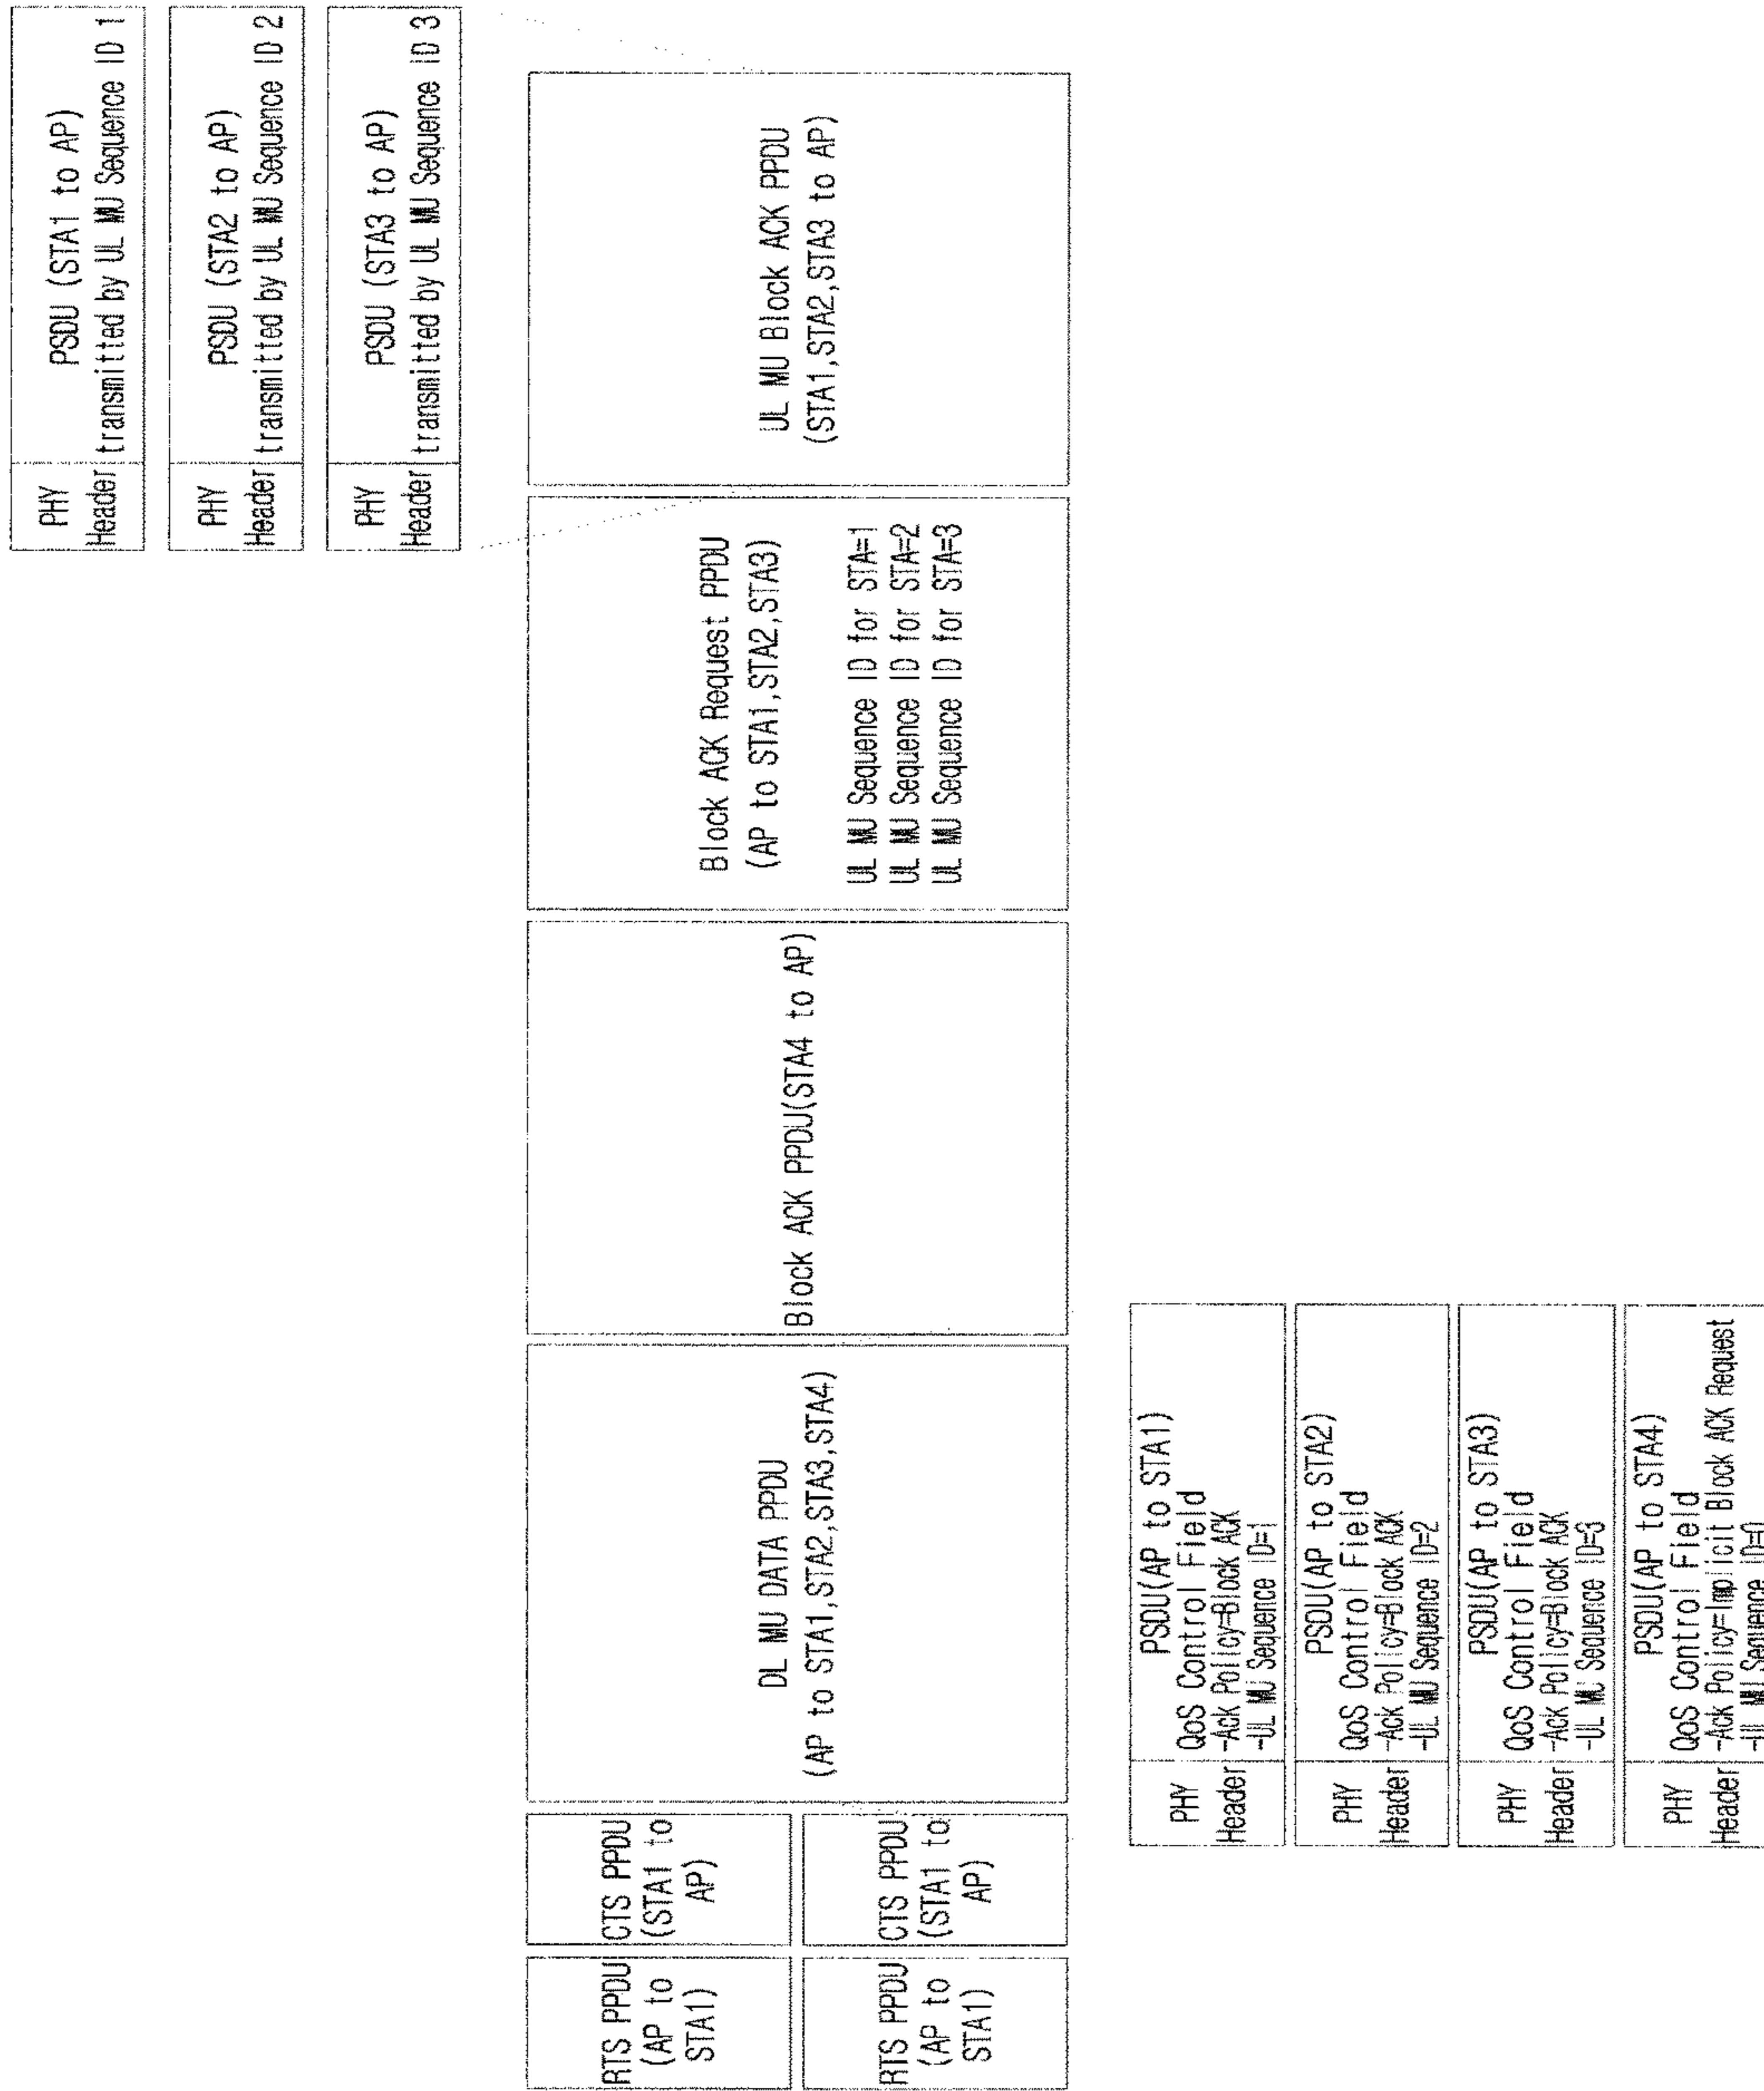 PHY
Header
PSDU (STA1 to AP)
transmitted by UL MU Sequence ID 1
PHY
Header
PSDU (STA2 to AP)
transmitted by UL MU Sequence ID 2
PHY
Header
PSDU (STA3 to AP)
transmitted by UL MU Sequence ID 3
RTS PPDU
(AP to
STA1)
CTS PPDU
(STA1 to
AP)
RTS PPDU
(AP to
STA1)
CTS PPDU
(STA1 to
AP)
DL MU DATA PPDU
(AP to STA1,STA2,STA3,STA4)
Block ACK PPDU(STA4 to AP)
Block ACK Request PPDU
(AP to STA1,STA2,STA3)
UL MU Sequence ID for STA=1
UL MU Sequence ID for STA=2
UL MU Sequence ID for STA=3
UL MU Block ACK PPDU
(STA1,STA2,STA3 to AP)
PHY
Header
PSDU(AP to STA1)
QoS Control Field
-Ack Policy=Block ACK
-UL MU Sequence ID=1
PHY
Header
PSDU(AP to STA2)
QoS Control Field
-Ack Policy=Block ACK
-UL MU Sequence ID=2
PHY
Header
PSDU(AP to STA3)
QoS Control Field
-Ack Policy=Block ACK
-UL MU Sequence ID=3
PHY
Header
PSDU(AP to STA4)
QoS Control Field
-Ack Policy=Implicit Block ACK Request
-UL MU Sequence ID=0